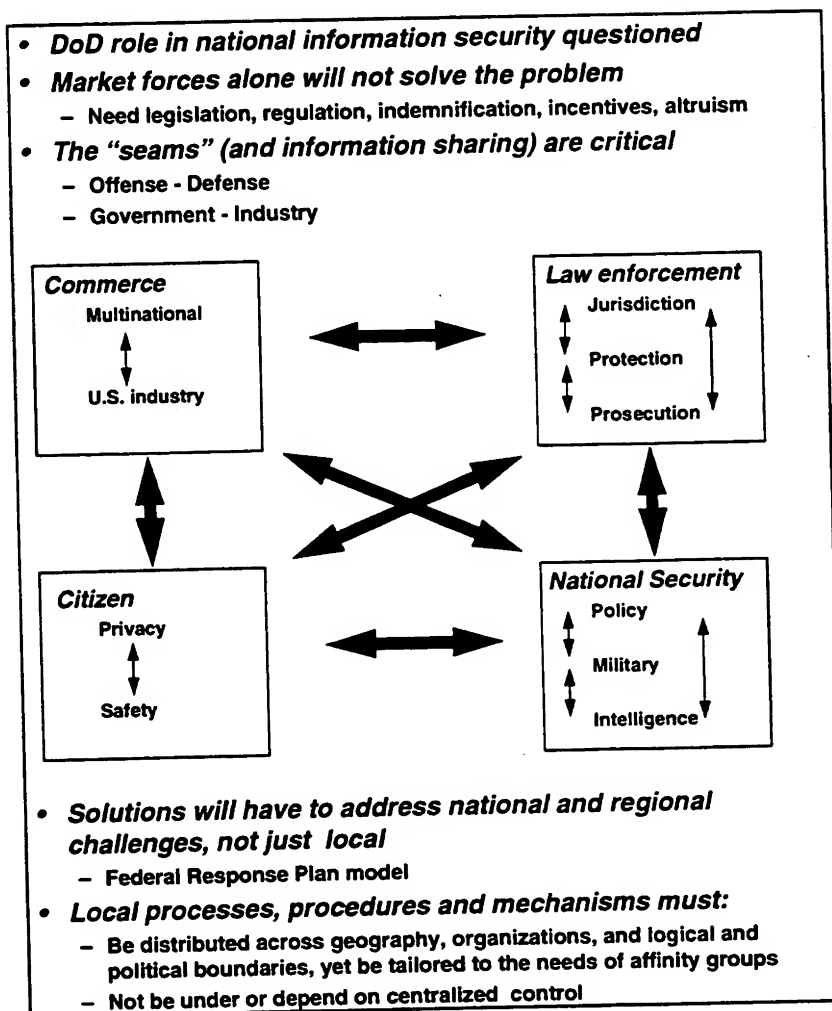 • DoD role in national information security questioned
• Market forces alone will not solve the problem
– Need legislation, regulation, indemnification, incentives, altruism
• The “seams” (and information sharing) are critical
– Offense - Defense
– Government - Industry
Commerce
Multinational
U.S. industry
Law enforcement
Jurisdiction
Protection
Prosecution
Citizen
Privacy
Safety
National Security
Policy
Military
Intelligence
• Solutions will have to address national and regional
challenges, not just local
– Federal Response Plan model
• Local processes, procedures and mechanisms must:
– Be distributed across geography, organizations, and logical and
political boundaries, yet be tailored to the needs of affinity groups
– Not be under or depend on centralized control